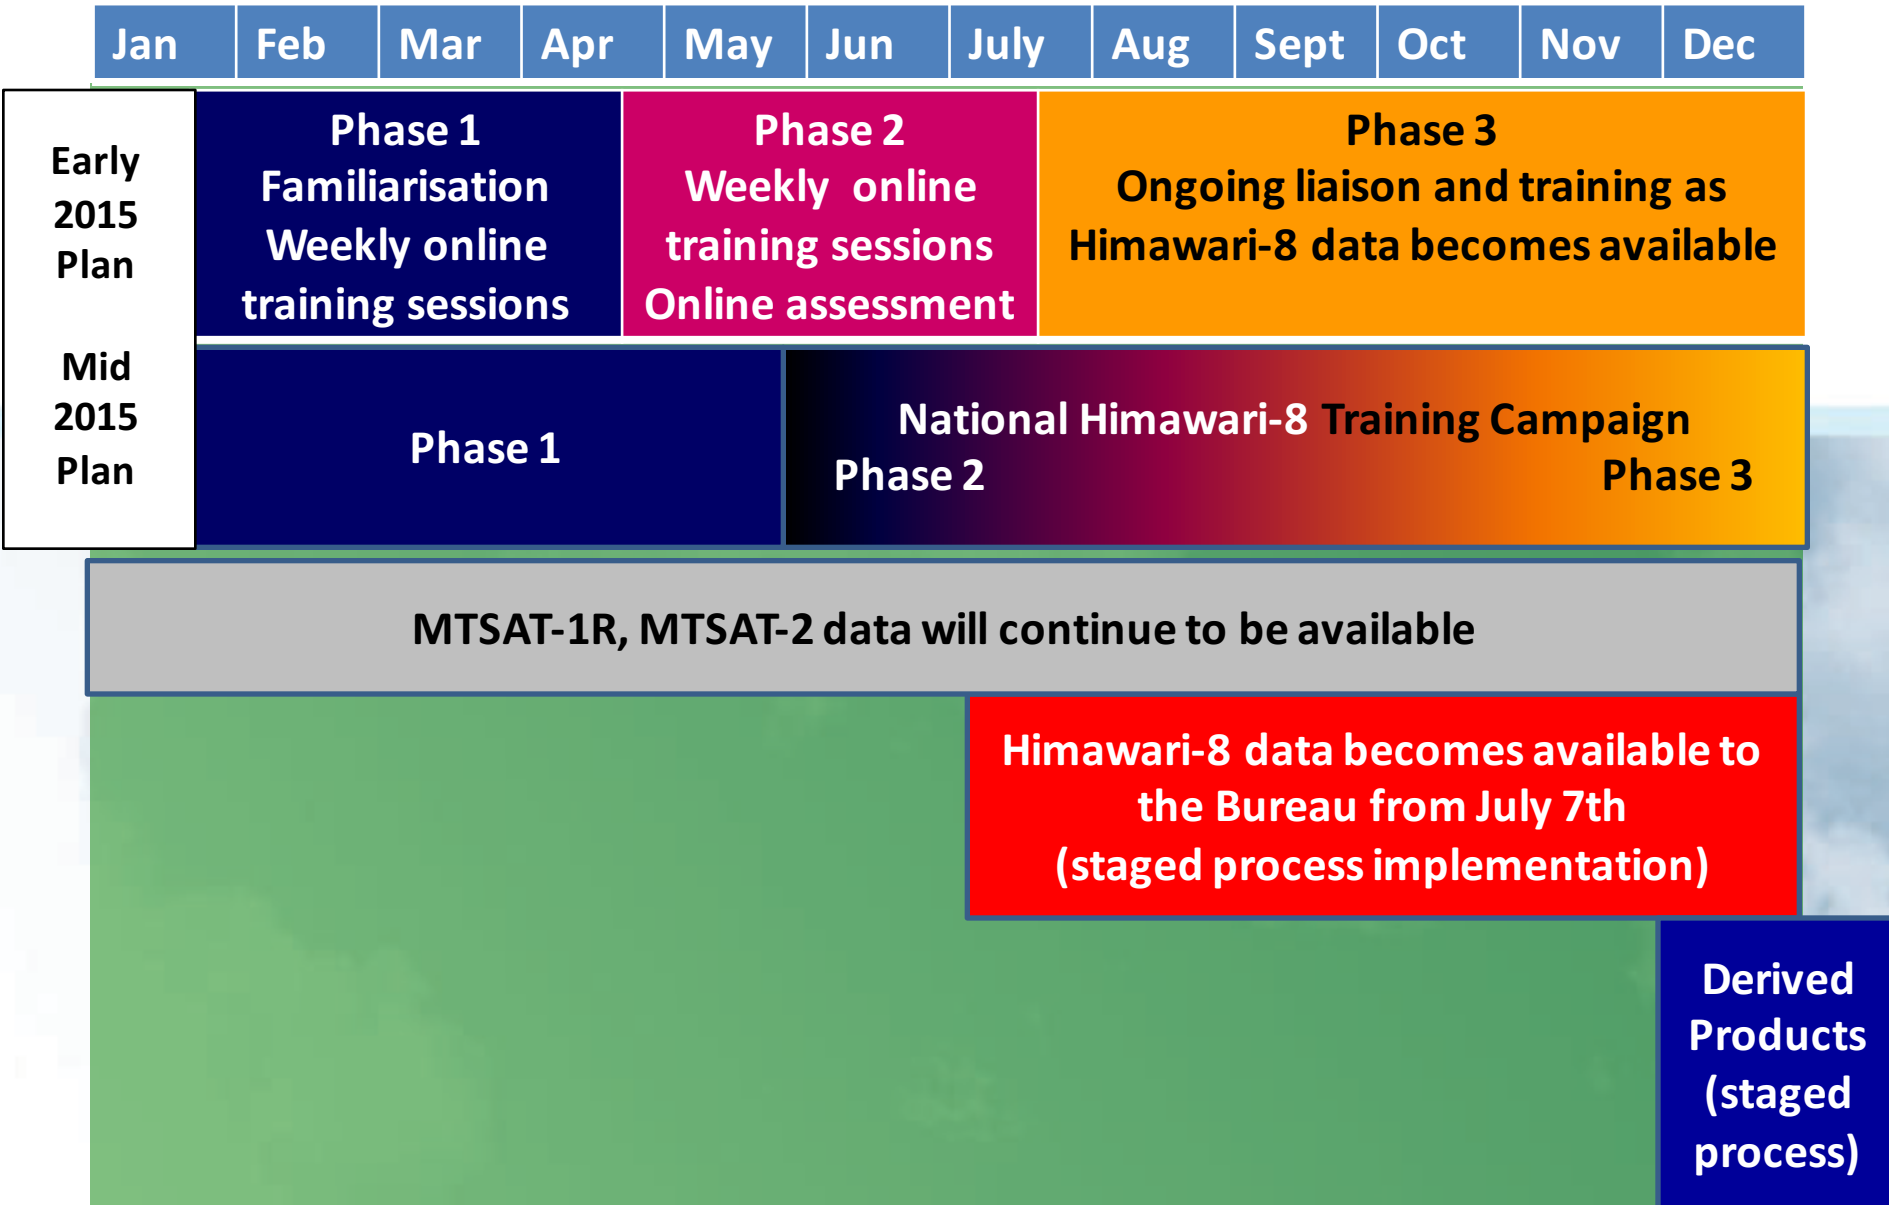 Jan Feb Mar Apr May Jun July Aug Sept Oct Nov Dec
Early
2015
Plan
Phase 1
Familiarisation
Weekly online
training sessions
Phase 2
Weekly online
training sessions
Online assessment
Phase 3
Ongoing liaison and training as
Himawari-8 data becomes available
Mid
2015
Plan
Phase 1
National Himawari-8 Training Campaign
Phase 2 Phase 3
MTSAT-1R, MTSAT-2 data will continue to be available
Himawari-8 data becomes available to
the Bureau from July 7th
(staged process implementation)
Derived
Products
(staged
process)